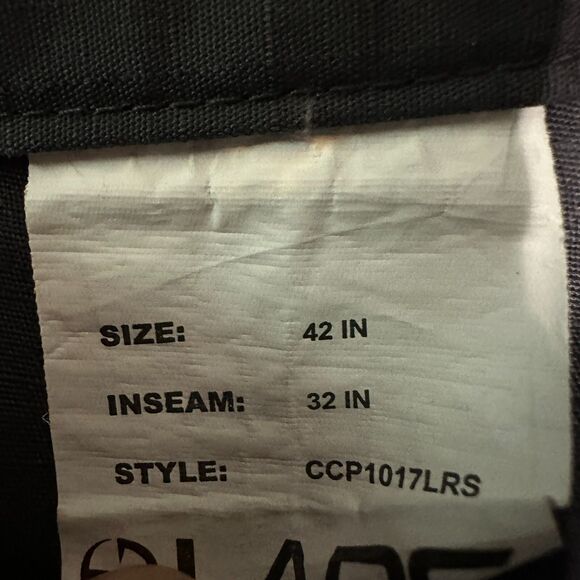 SIZE: 42 IN
INSEAM: 32 IN
STYLE: CCP1017LRS